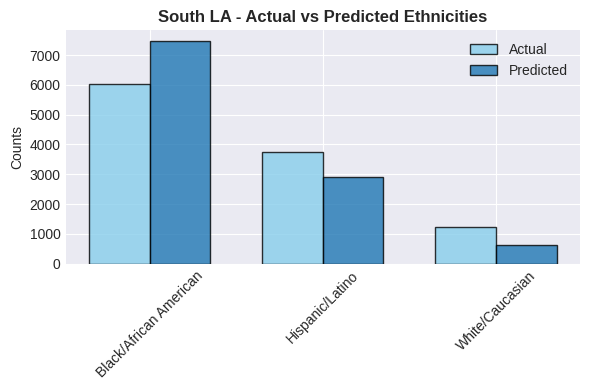 South LA - Actual vs Predicted Ethnicities
Actual
Predicted
Counts
7000
6000
5000
4000
3000
2000
1000
0
Black/African American
Hispanic/Latino
White/Caucasian